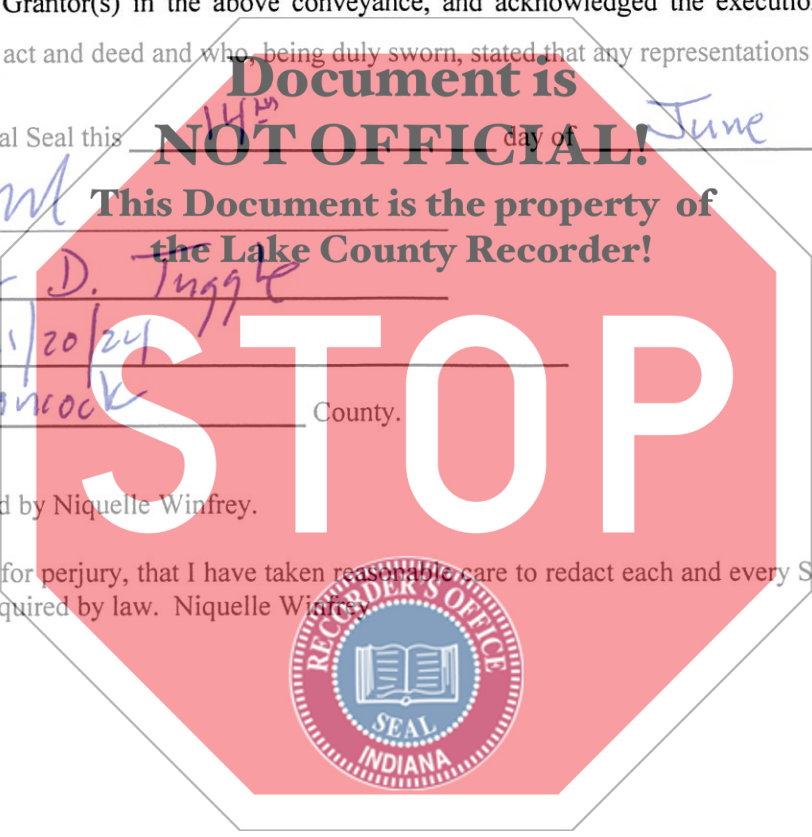 Grantor(s) in the above conveyance, and acknowledged the execution
act and deed and who, being duly sworn, stated that any representations
Document is
al Seal this 14th day of June
NOT OFFICIAL!
This Document is the property of
the Lake County Recorder!
D. Tuggle
1/20/24
STOP
County.
d by Niquelle Winfrey.
for perjury, that I have taken reasonable care to redact each and every S
quired by law. Niquelle Winfrey
RECORDER'S OFFICE
SEAL
INDIANA